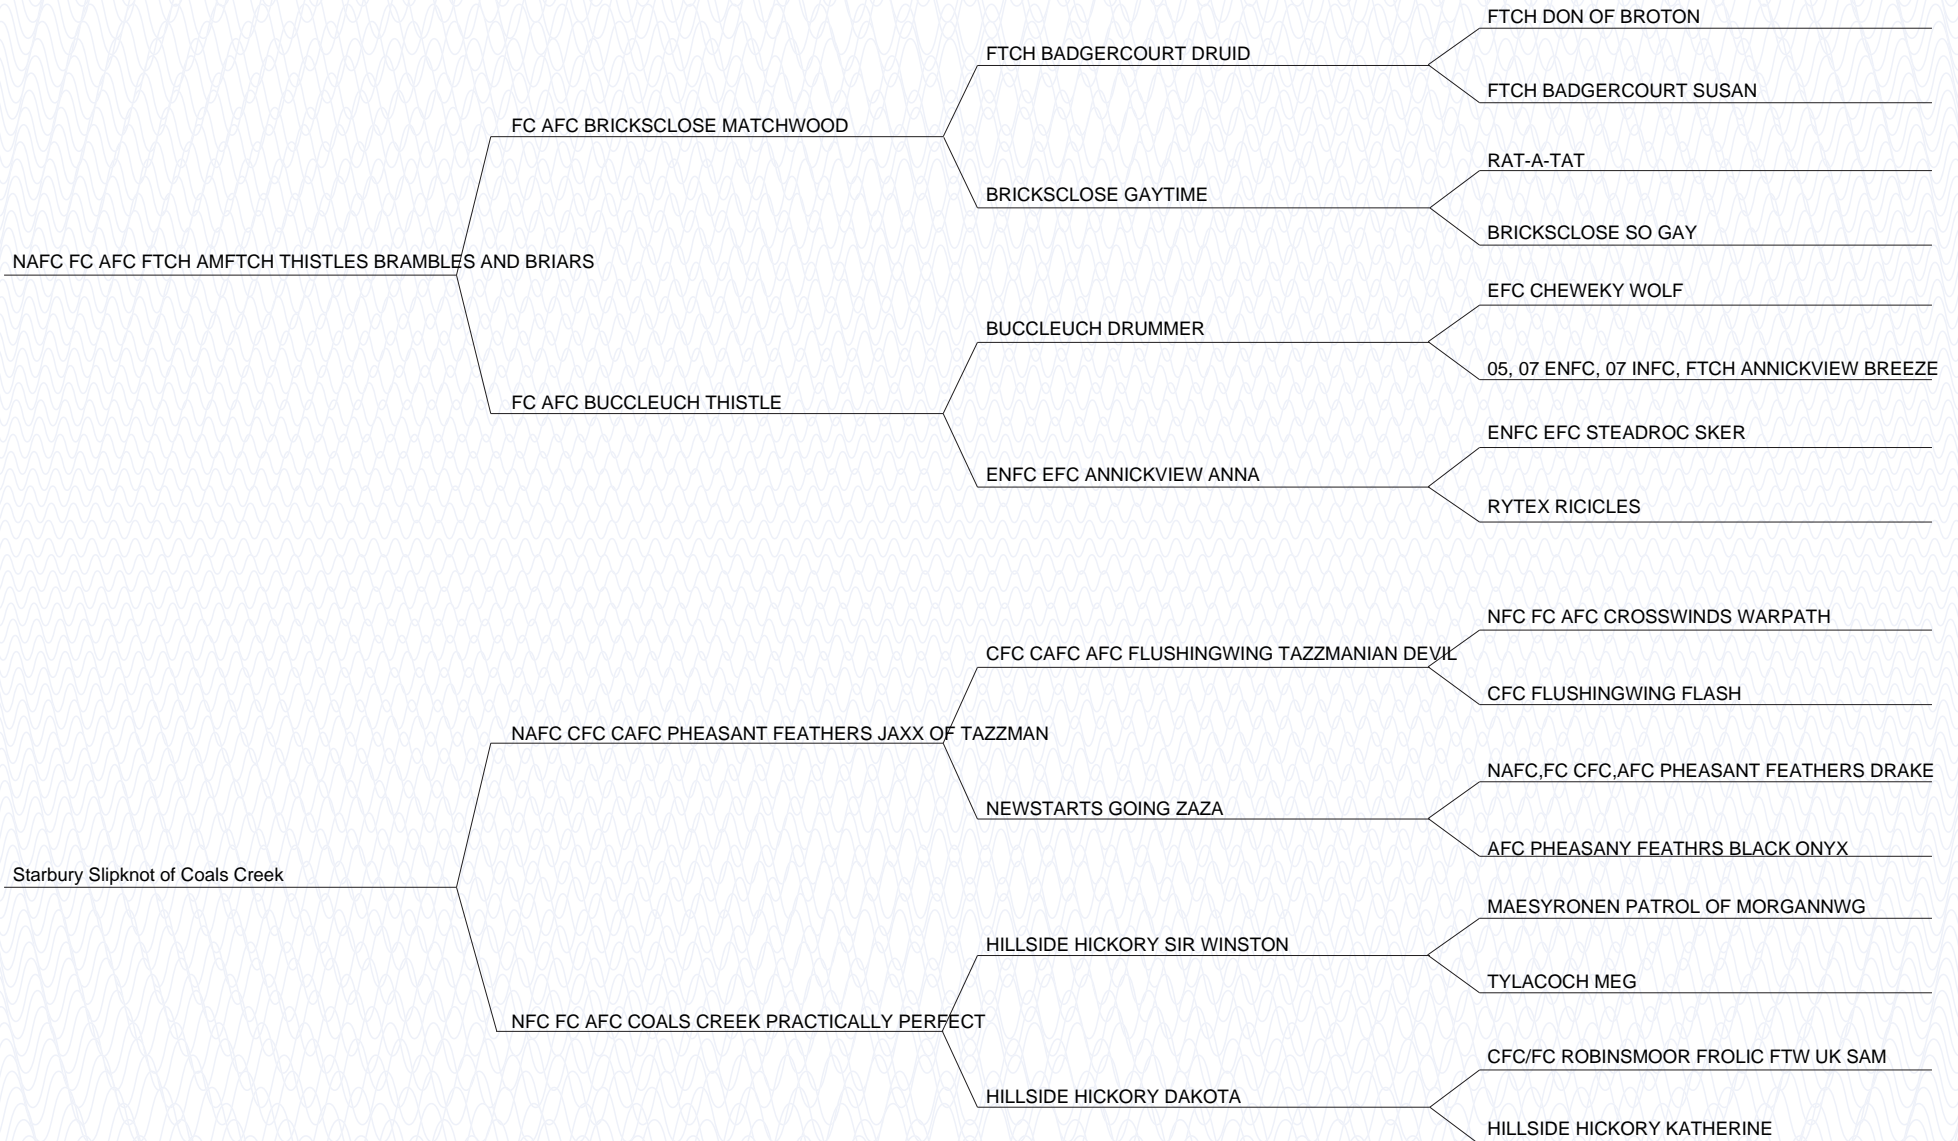 FTCH DON OF BROTON
FTCH BADGERCOURT DRUID
FTCH BADGERCOURT SUSAN
FC AFC BRICKSCLOSE MATCHWOOD
RAT-A-TAT
BRICKSCLOSE GAYTIME
BRICKSCLOSE SO GAY
NAFC FC AFC FTCH AMFTCH THISTLES BRAMBLES AND BRIARS
EFC CHEWEKY WOLF
BUCCLEUCH DRUMMER
05, 07 ENFC, 07 INFC, FTCH ANNICKVIEW BREEZE
FC AFC BUCCLEUCH THISTLE
ENFC EFC STEADROC SKER
ENFC EFC ANNICKVIEW ANNA
RYTEX RICICLES
NFC FC AFC CROSSWINDS WARPATH
CFC CAFC AFC FLUSHINGWING TAZZMANIAN DEVIL
CFC FLUSHINGWING FLASH
NAFC CFC CAFC PHEASANT FEATHERS JAXX OF TAZZMAN
NAFC,FC CFC,AFC PHEASANT FEATHERS DRAKE
NEWSTARTS GOING ZAZA
AFC PHEASANY FEATHRS BLACK ONYX
Starbury Slipknot of Coals Creek
MAESYRONEN PATROL OF MORGANNWG
HILLSIDE HICKORY SIR WINSTON
TYLACOCH MEG
NFC FC AFC COALS CREEK PRACTICALLY PERFECT
CFC/FC ROBINSMOOR FROLIC FTW UK SAM
HILLSIDE HICKORY DAKOTA
HILLSIDE HICKORY KATHERINE